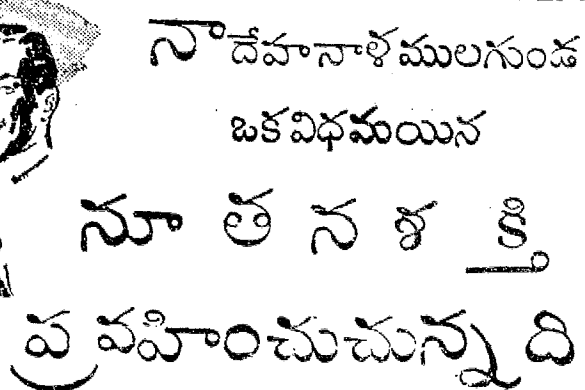 నా దేహనాళములగుండ
ఒకవిధమయిన
నూతనశక్తి
ప్రవహించుచున్నది